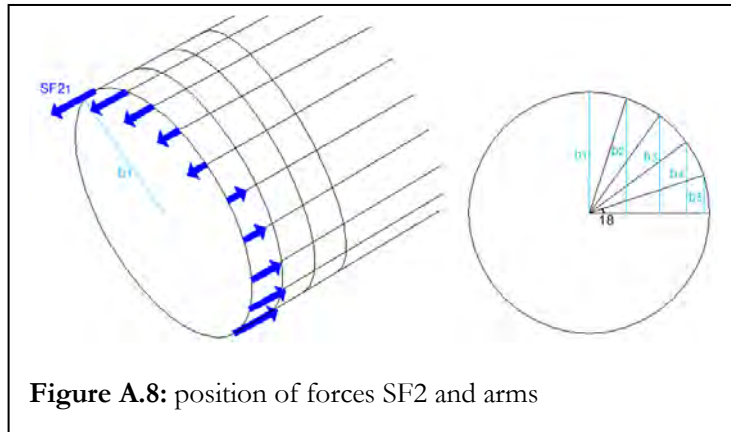 SF21
b1
b1
b2
b3
b4
b5
18
Figure A.8: position of forces SF2 and arms